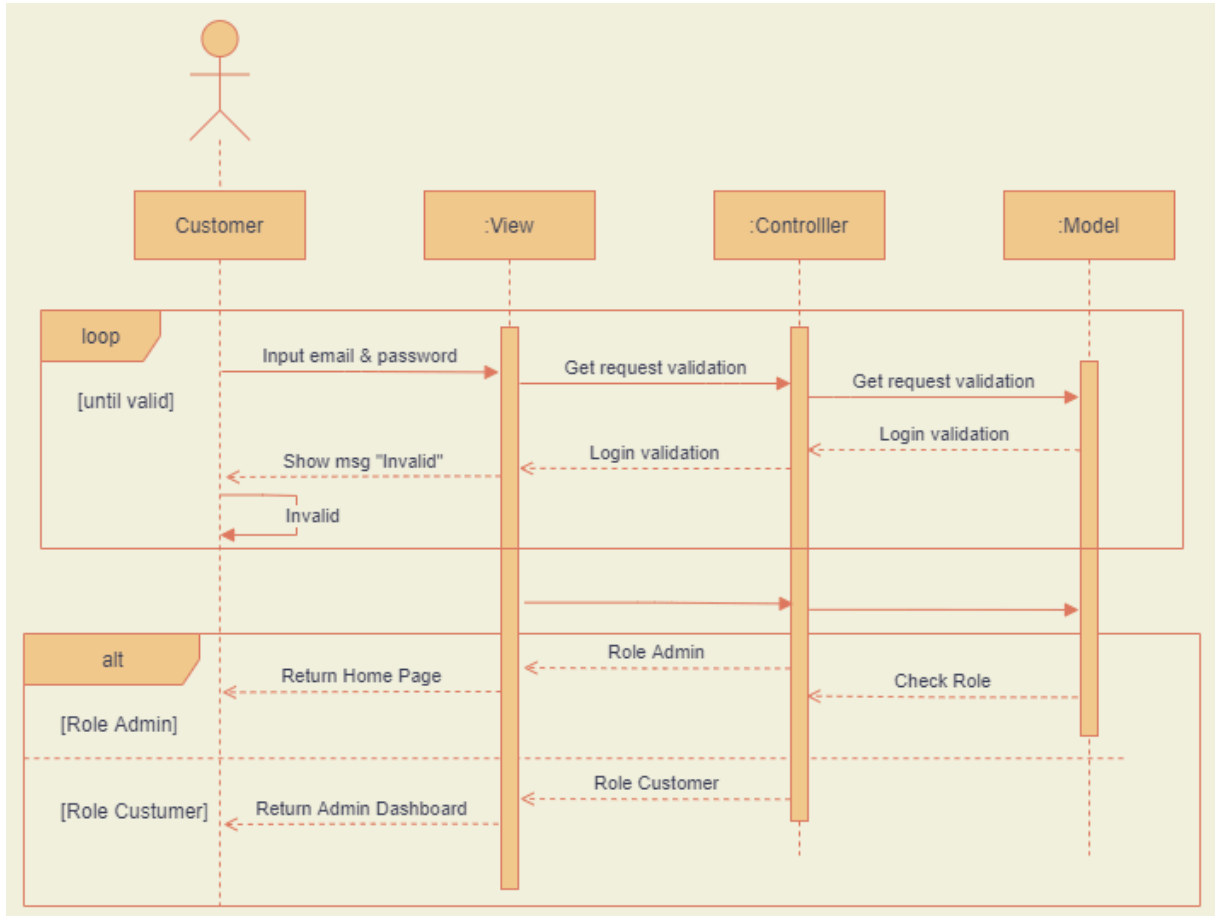 Customer
:View
:Controlller
:Model
loop
Input email & password
Get request validation
Get request validation
[until valid]
Login validation
Login validation
Show msg "Invalid"
Invalid
alt
Role Admin
Return Home Page
Check Role
[Role Admin]
Role Customer
[Role Custumer]
Return Admin Dashboard